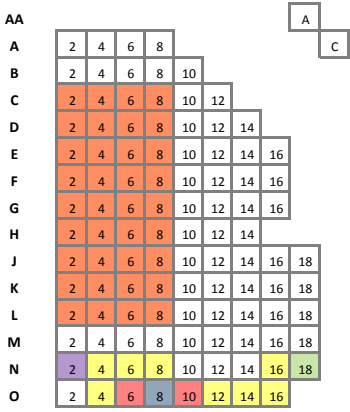 AA A
A 2 4 6 8 C
B 2 4 6 8 10
C 2 4 6 8 10 12
D 2 4 6 8 10 12 14
E 2 4 6 8 10 12 14 16
F 2 4 6 8 10 12 14 16
G 2 4 6 8 10 12 14 16
H 2 4 6 8 10 12 14
J 2 4 6 8 10 12 14 16 18
K 2 4 6 8 10 12 14 16 18
L 2 4 6 8 10 12 14 16 18
M 2 4 6 8 10 12 14 16 18
N 2 4 6 8 10 12 14 16 18
O 2 4 6 8 10 12 14 16